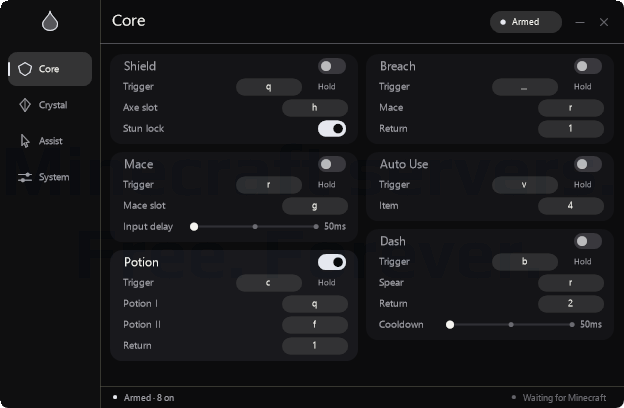 Core
Armed
Core
Crystal
Assist
System
Shield
Trigger q Hold
Axe slot h
Stun lock
Mace
Trigger r Hold
Mace slot g
Input delay 50ms
Potion
Trigger c Hold
Potion I q
Potion II f
Return 1
Breach
Trigger ... Hold
Mace r
Return 1
Auto Use
Trigger v Hold
Item 4
Dash
Trigger b Hold
Spear r
Return 2
Cooldown 50ms
Armed · 8 on
Waiting for Minecraft